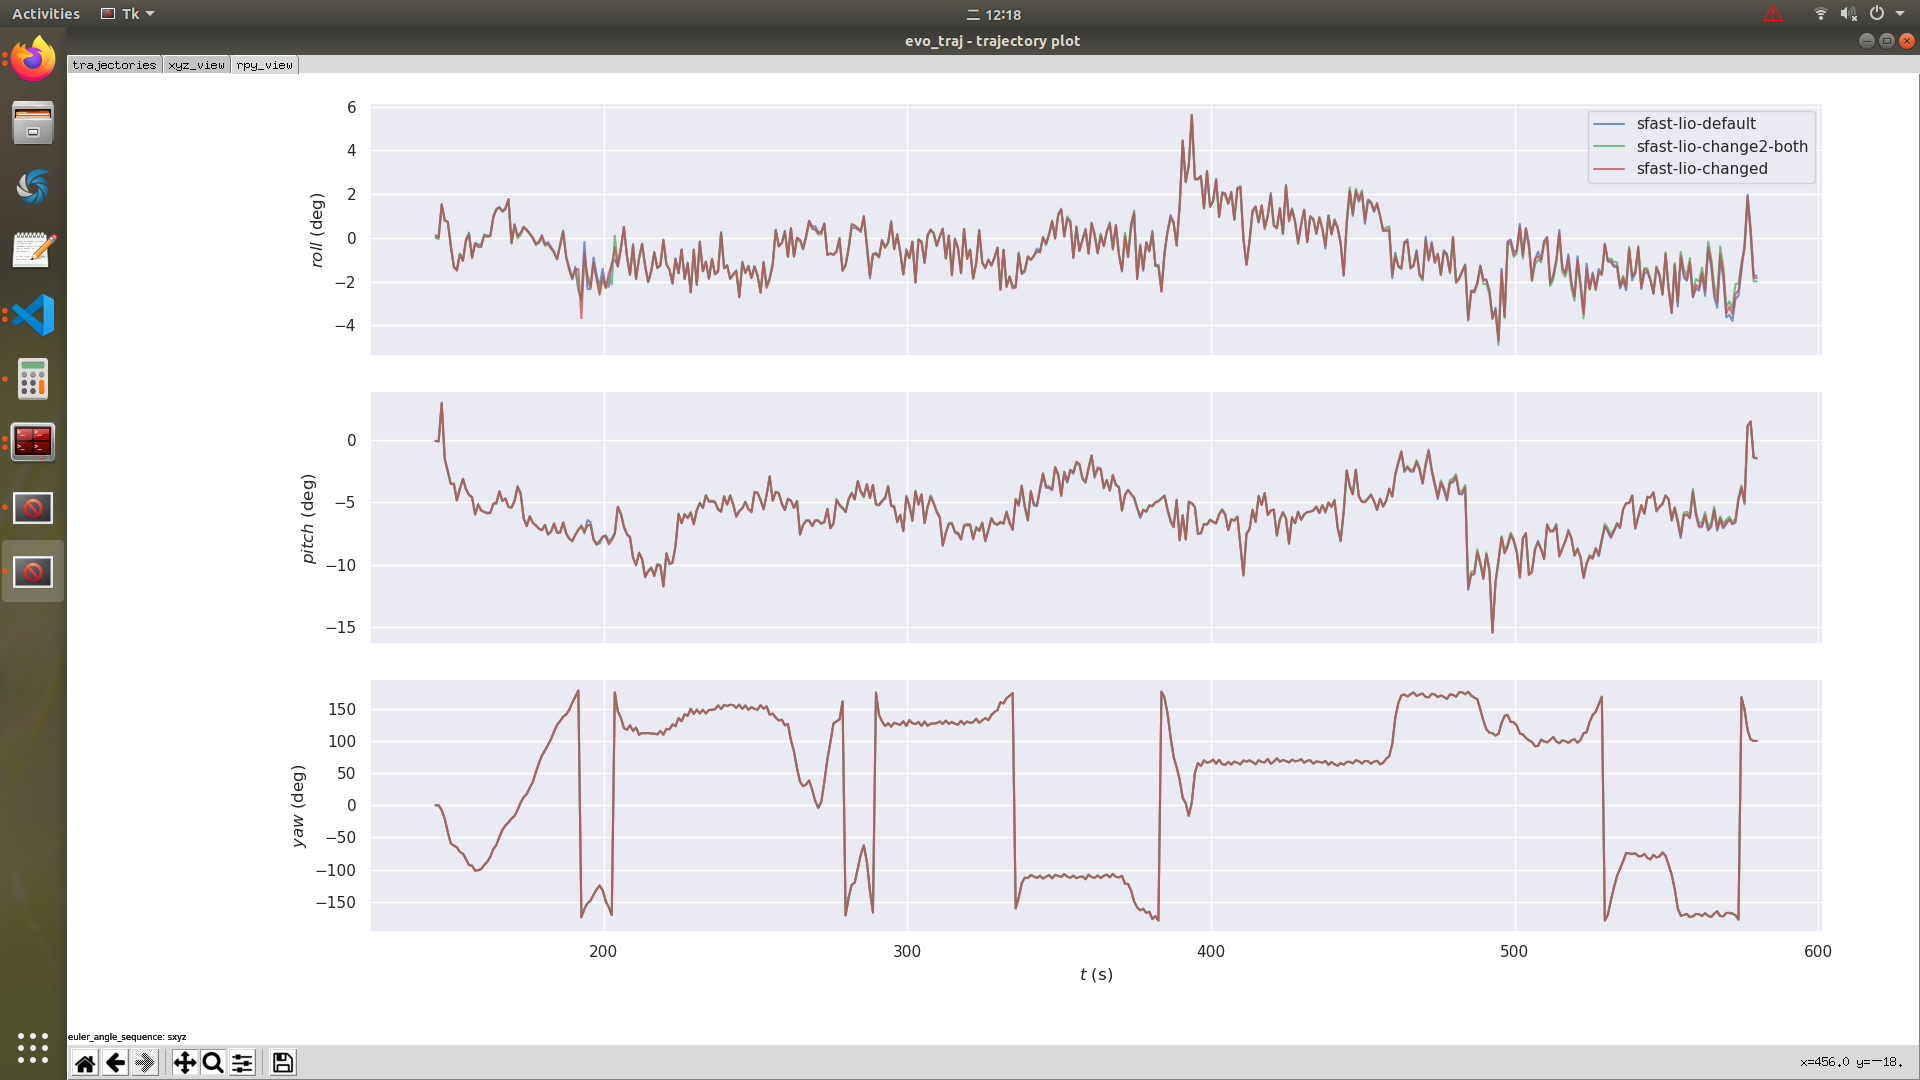 Activities
Tk
二 12:18
evo_traj - trajectory plot
trajectories xyz_view rpy_view
6
4
2
0
−2
−4
roll (deg)
sfast-lio-default
sfast-lio-change2-both
sfast-lio-changed
0
−5
−10
−15
pitch (deg)
150
100
50
0
−50
−100
−150
yaw (deg)
200 300 400 500 600
t (s)
euler_angle_sequence: sxyz
x=456.0 y=−18.